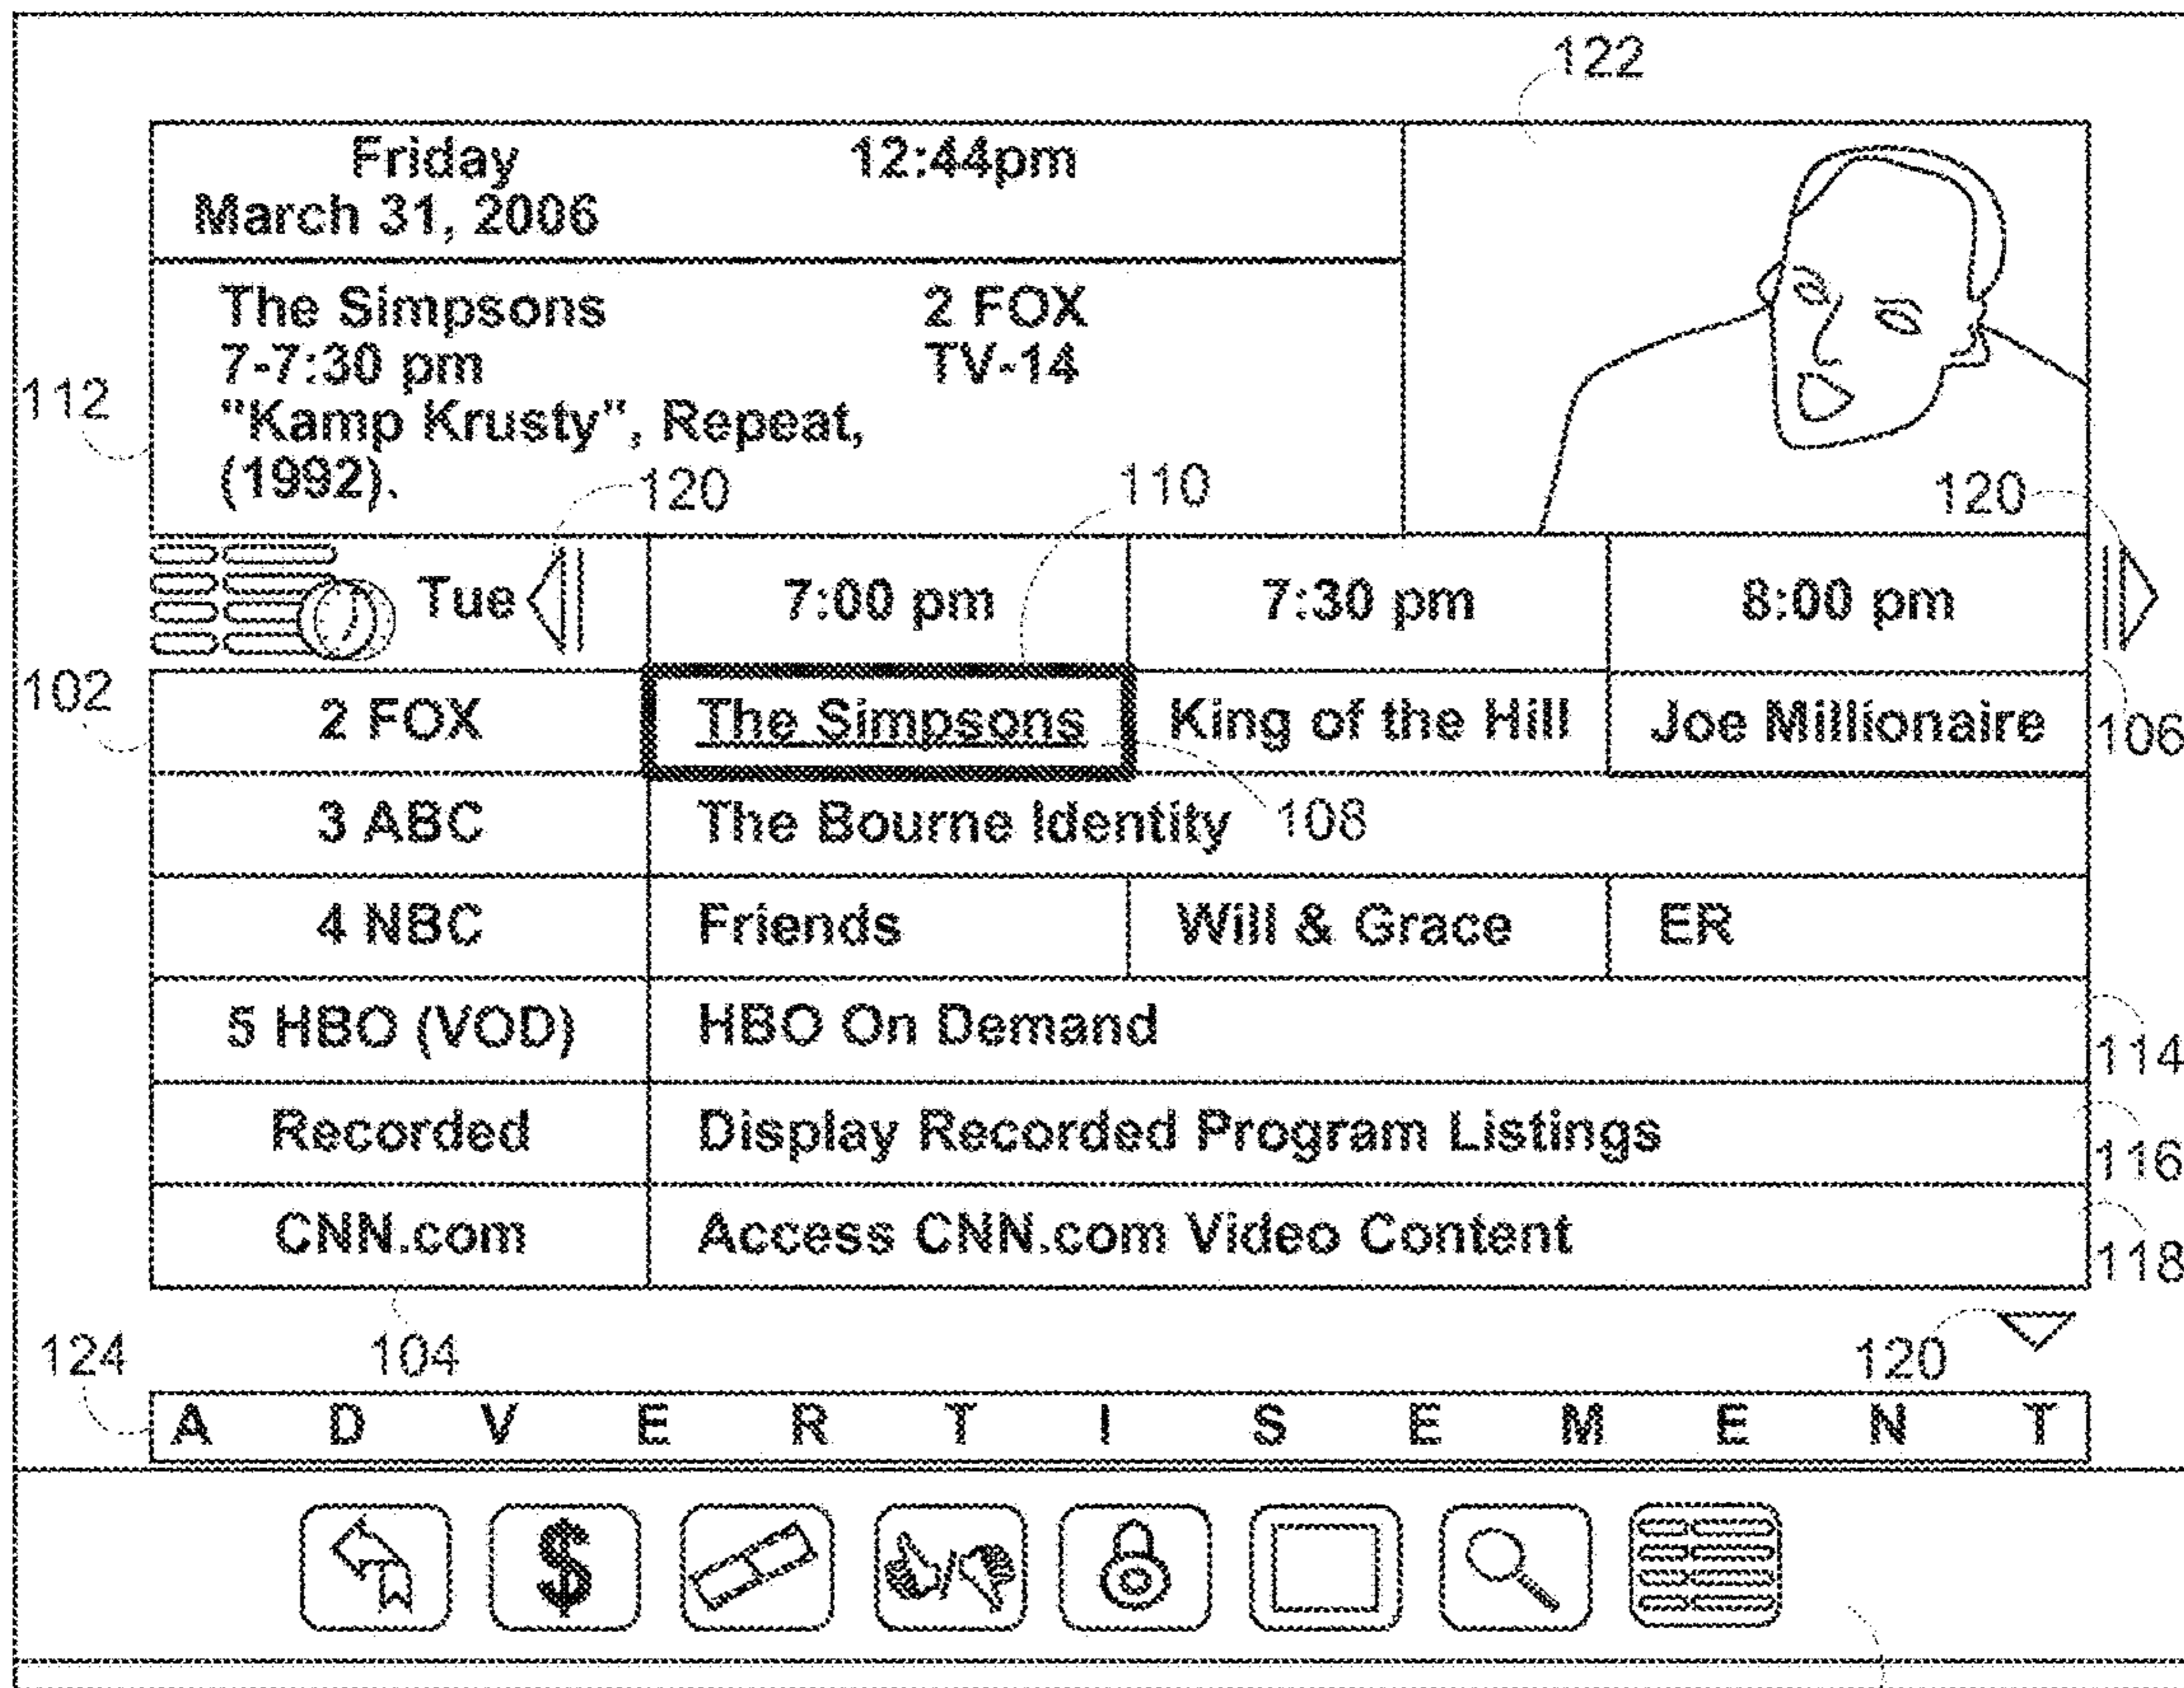 122
Friday 12:44pm
March 31, 2006
The Simpsons 2 FOX
7-7:30 pm TV-14
112
"Kamp Krusty", Repeat,
(1992).
120 110 120
Tue 7:00 pm 7:30 pm 8:00 pm
102
2 FOX The Simpsons King of the Hill Joe Millionaire
106
3 ABC The Bourne Identity 108
4 NBC Friends Will & Grace ER
5 HBO (VOD) HBO On Demand
114
Recorded Display Recorded Program Listings
116
CNN.com Access CNN.com Video Content
118
124 104 120
A D V E R T I S E M E N T
$